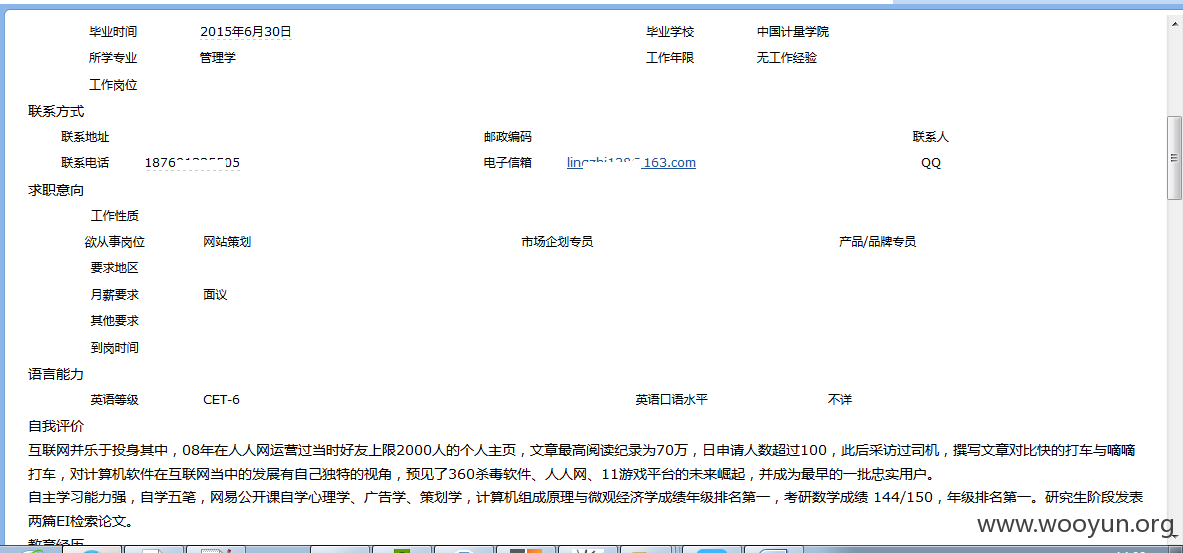 毕业时间 2015年6月30日 毕业学校 中国计量学院
所学专业 管理学 工作年限 无工作经验
工作岗位
联系方式
联系地址 邮政编码 联系人
联系电话 电子信箱 163.com QQ
求职意向
工作性质
欲从事岗位 网站策划 市场企划专员 产品/品牌专员
要求地区
月薪要求 面议
其他要求
到岗时间
语言能力
英语等级 CET-6 英语口语水平 不详
自我评价
互联网并乐于投身其中，08年在人人网运营过当时好友上限2000人的个人主页，文章最高阅读纪录为70万，日申请人数超过100，此后采访过司机，撰写文章对比快的打车与嘀嘀
打车，对计算机软件在互联网当中的发展有自己独特的视角，预见了360杀毒软件、人人网、11游戏平台的未来崛起，并成为最早的一批忠实用户。
自主学习能力强，自学五笔，网易公开课自学心理学、广告学、策划学，计算机组成原理与微观经济学成绩年级排名第一，考研数学成绩 144/150，年级排名第一。研究生阶段发表
两篇EI检索论文。
教育经历
www.wooyun.org